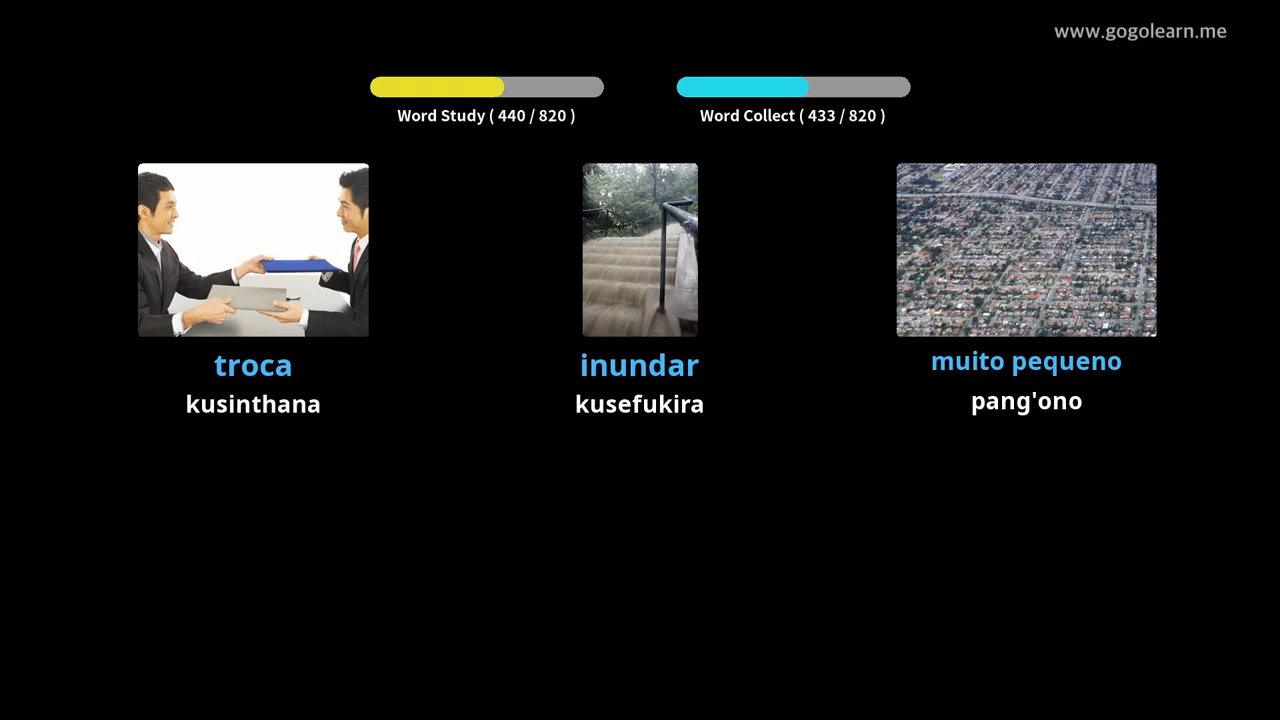 www.gogolearn.me
Word Study ( 440 / 820 )
Word Collect ( 433 / 820 )
troca
kusinthana
inundar
kusefukira
muito pequeno
pang'ono